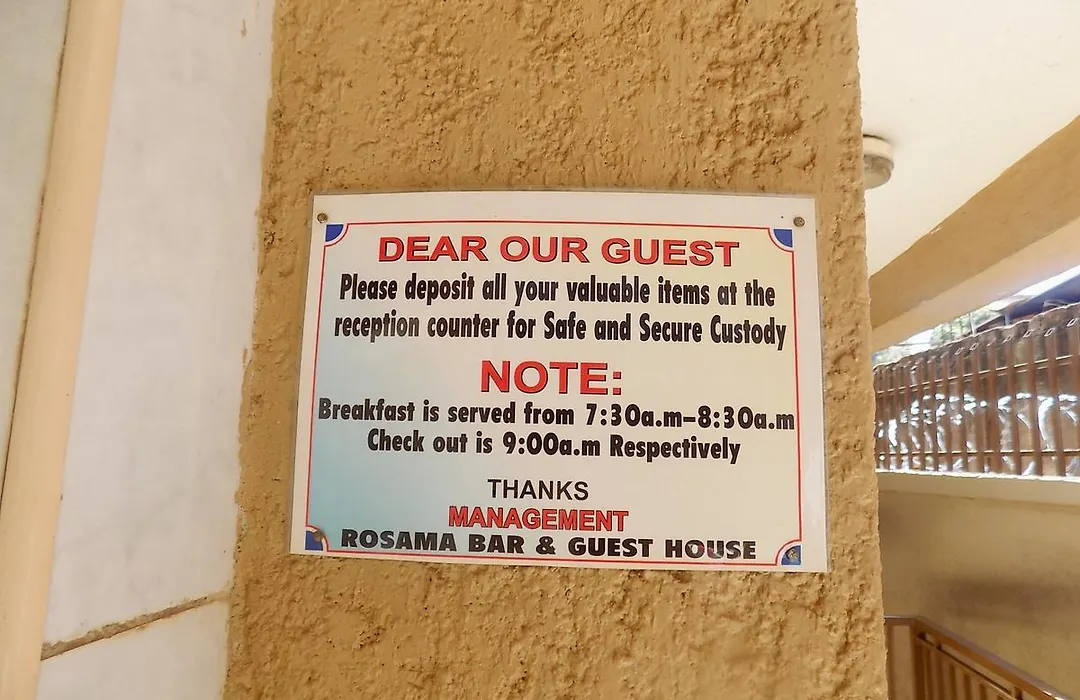 DEAR OUR GUEST
Please deposit all your valuable items at the
reception counter for Safe and Secure Custody
NOTE:
Breakfast is served from 7:30a.m–8:30a.m
Check out is 9:00a.m Respectively
THANKS
MANAGEMENT
ROSAMA BAR & GUEST HOUSE